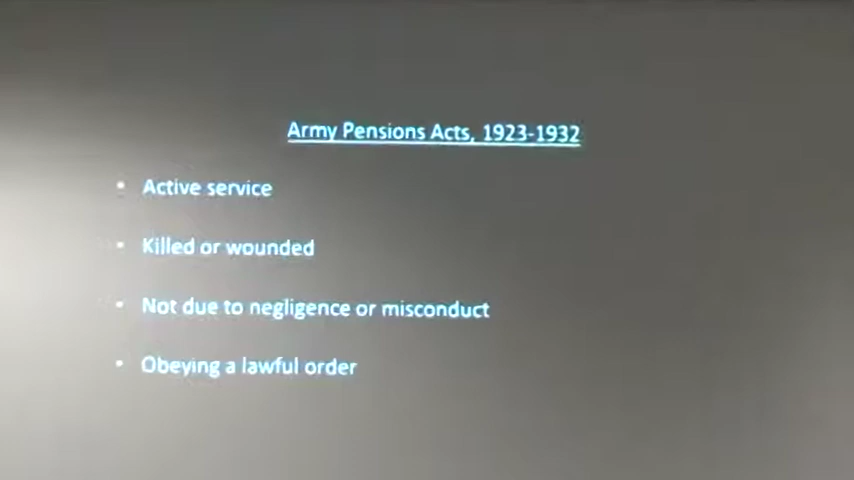 Army Pensions Acts, 1923-1932
• Active service
• Killed or wounded
• Not due to negligence or misconduct
• Obeying a lawful order